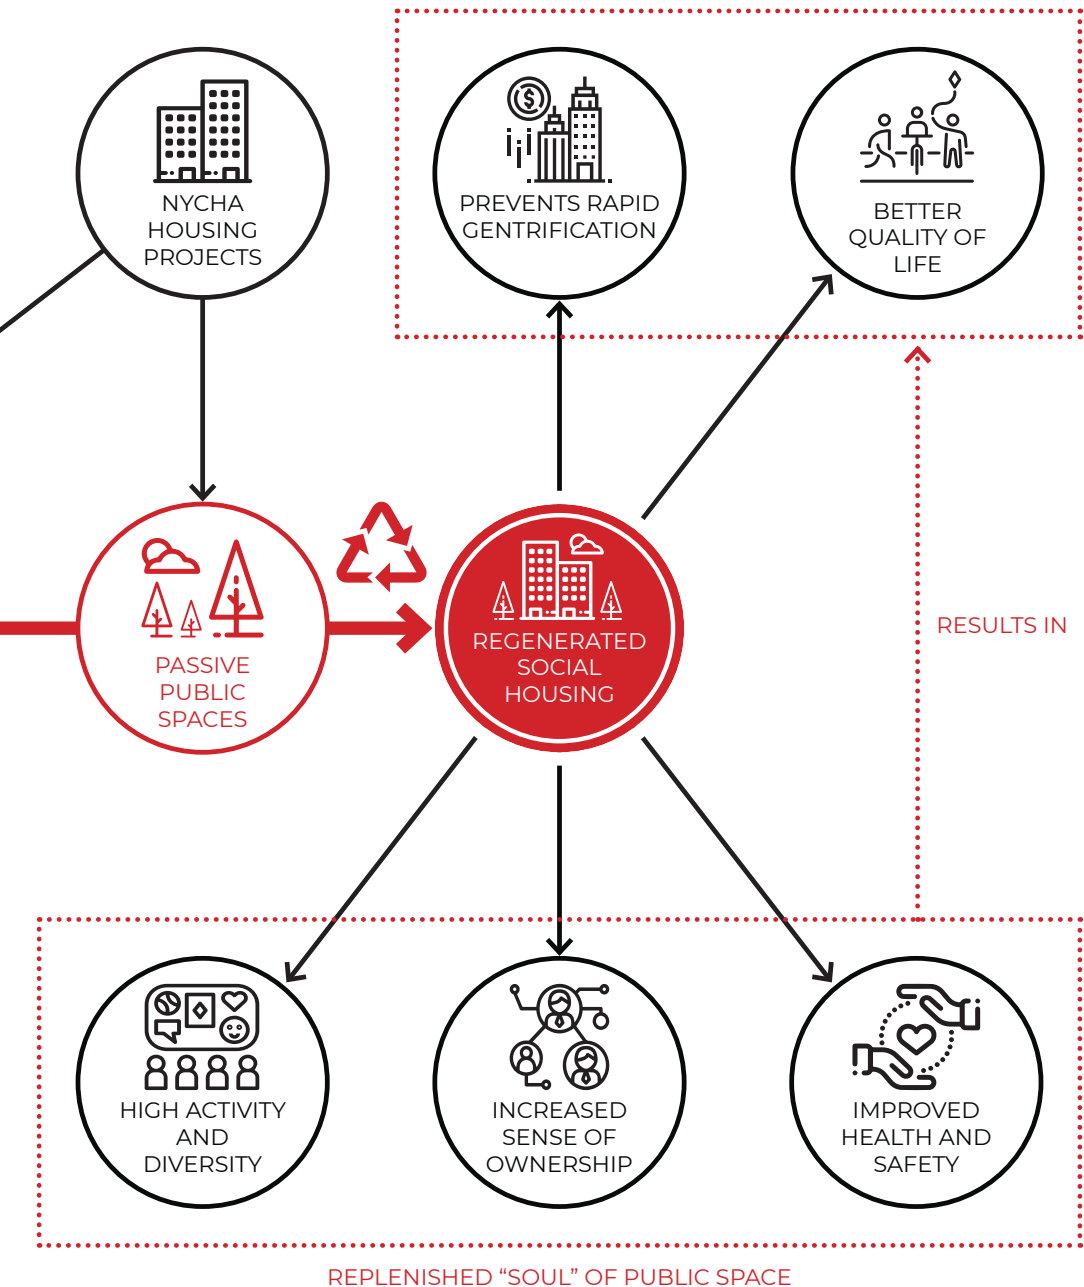 NYCHA
HOUSING
PROJECTS
PREVENTS RAPID
GENTRIFICATION
BETTER
QUALITY OF
LIFE
PASSIVE
PUBLIC
SPACES
REGENERATED
SOCIAL
HOUSING
RESULTS IN
HIGH ACTIVITY
AND
DIVERSITY
INCREASED
SENSE OF
OWNERSHIP
IMPROVED
HEALTH AND
SAFETY
REPLENISHED “SOUL” OF PUBLIC SPACE